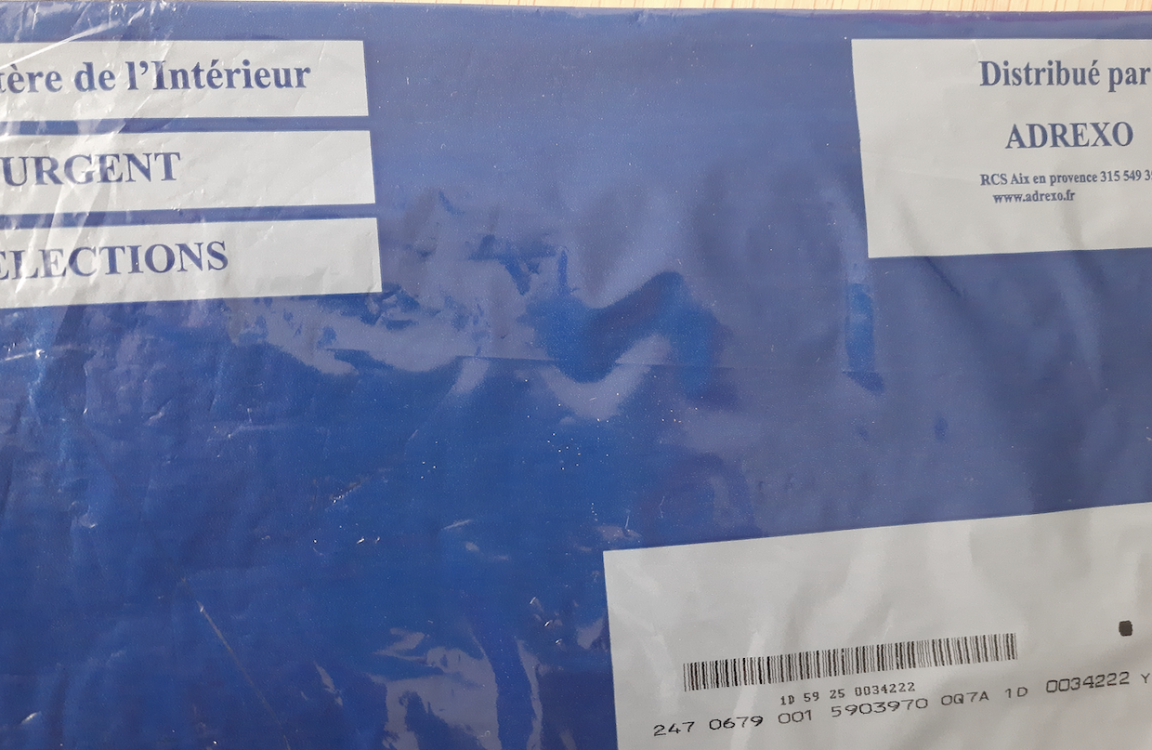 tère de l'Intérieur
URGENT
ELECTIONS
Distribué par
ADREXO
RCS Aix en provence 315 549 3
www.adrexo.fr
1D 59 25 0034222
247 0679 001 5903970 0Q7A 1D 0034222 Y